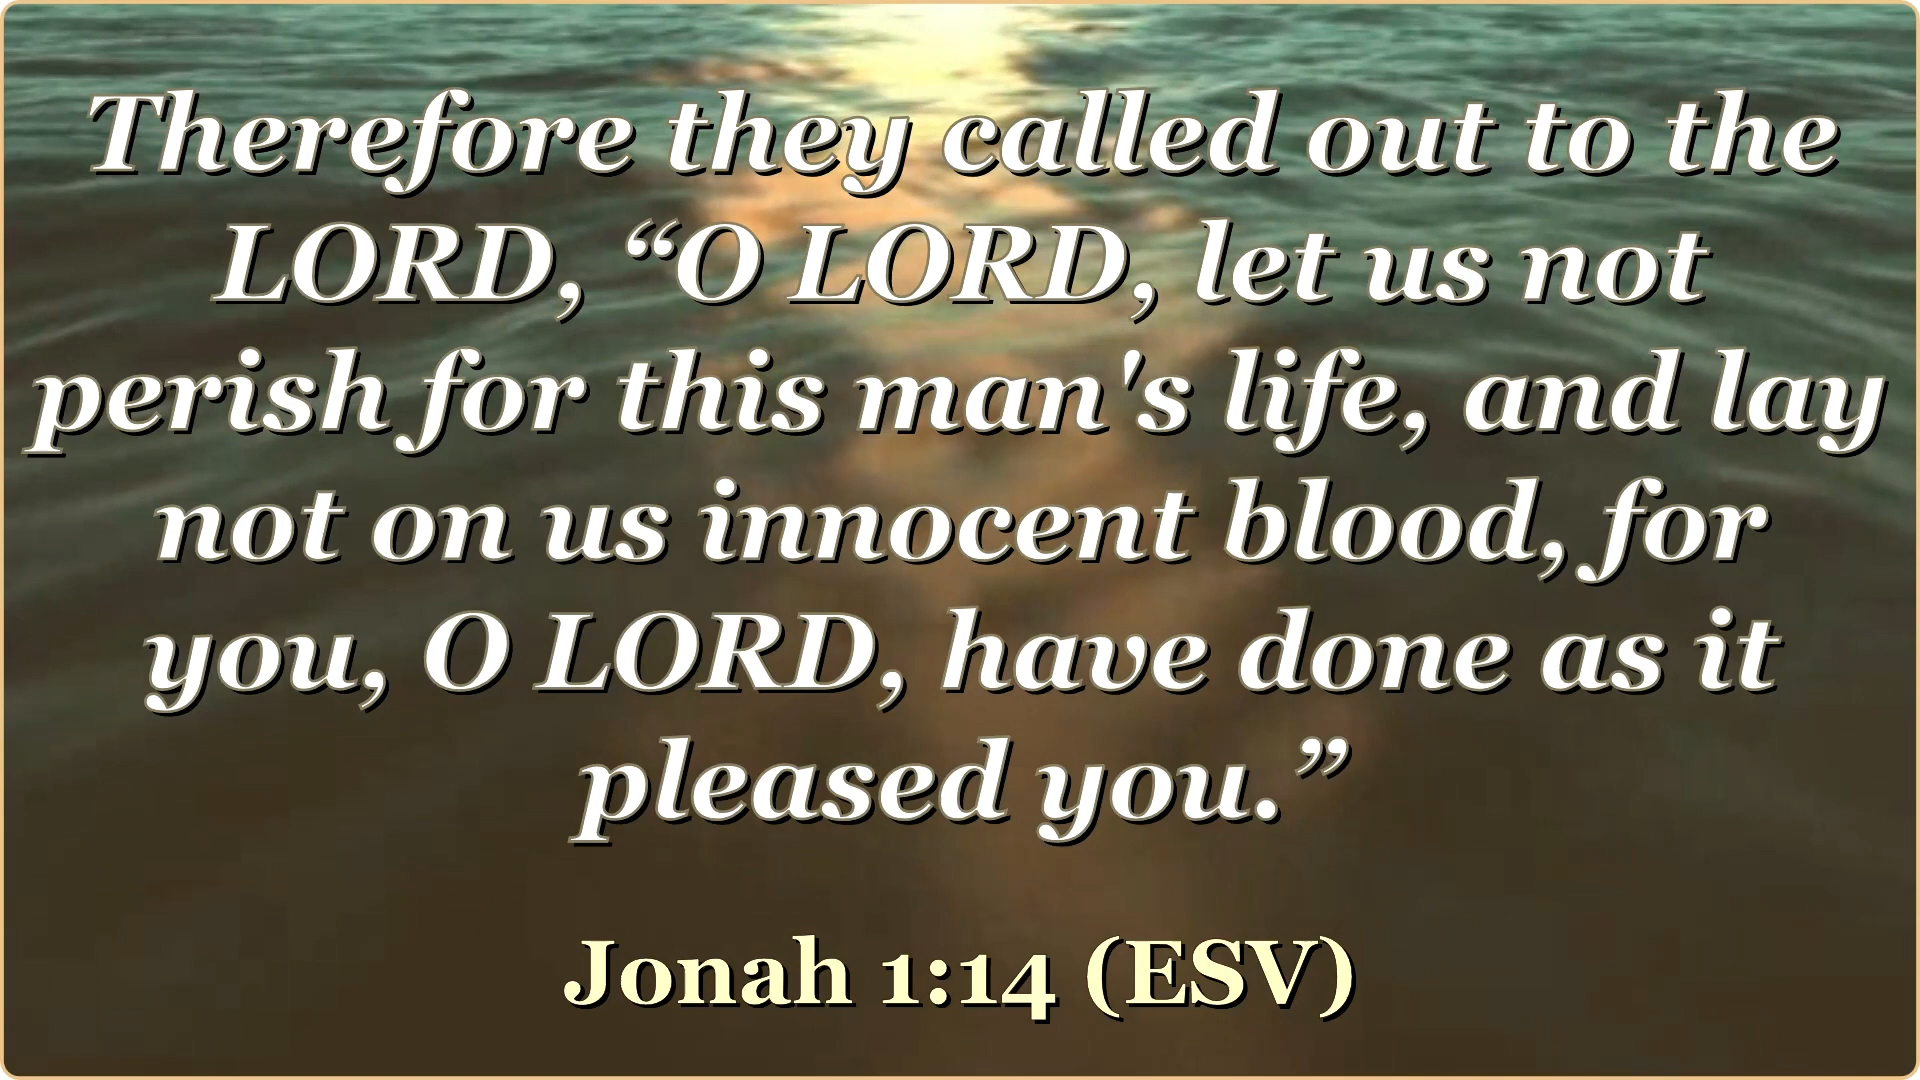 Therefore they called out to the
LORD, “O LORD, let us not
perish for this man's life, and lay
not on us innocent blood, for
you, O LORD, have done as it
pleased you.”
Jonah 1:14 (ESV)